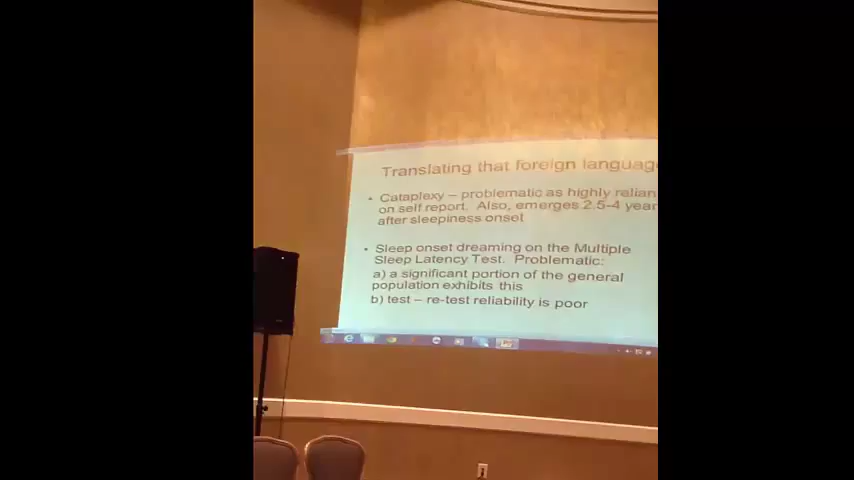 Translating that foreign languag
• Cataplexy – problematic as highly relian
on self report. Also, emerges 2.5-4 year
after sleepiness onset
• Sleep onset dreaming on the Multiple
Sleep Latency Test. Problematic:
a) a significant portion of the general
population exhibits this
b) test – re-test reliability is poor